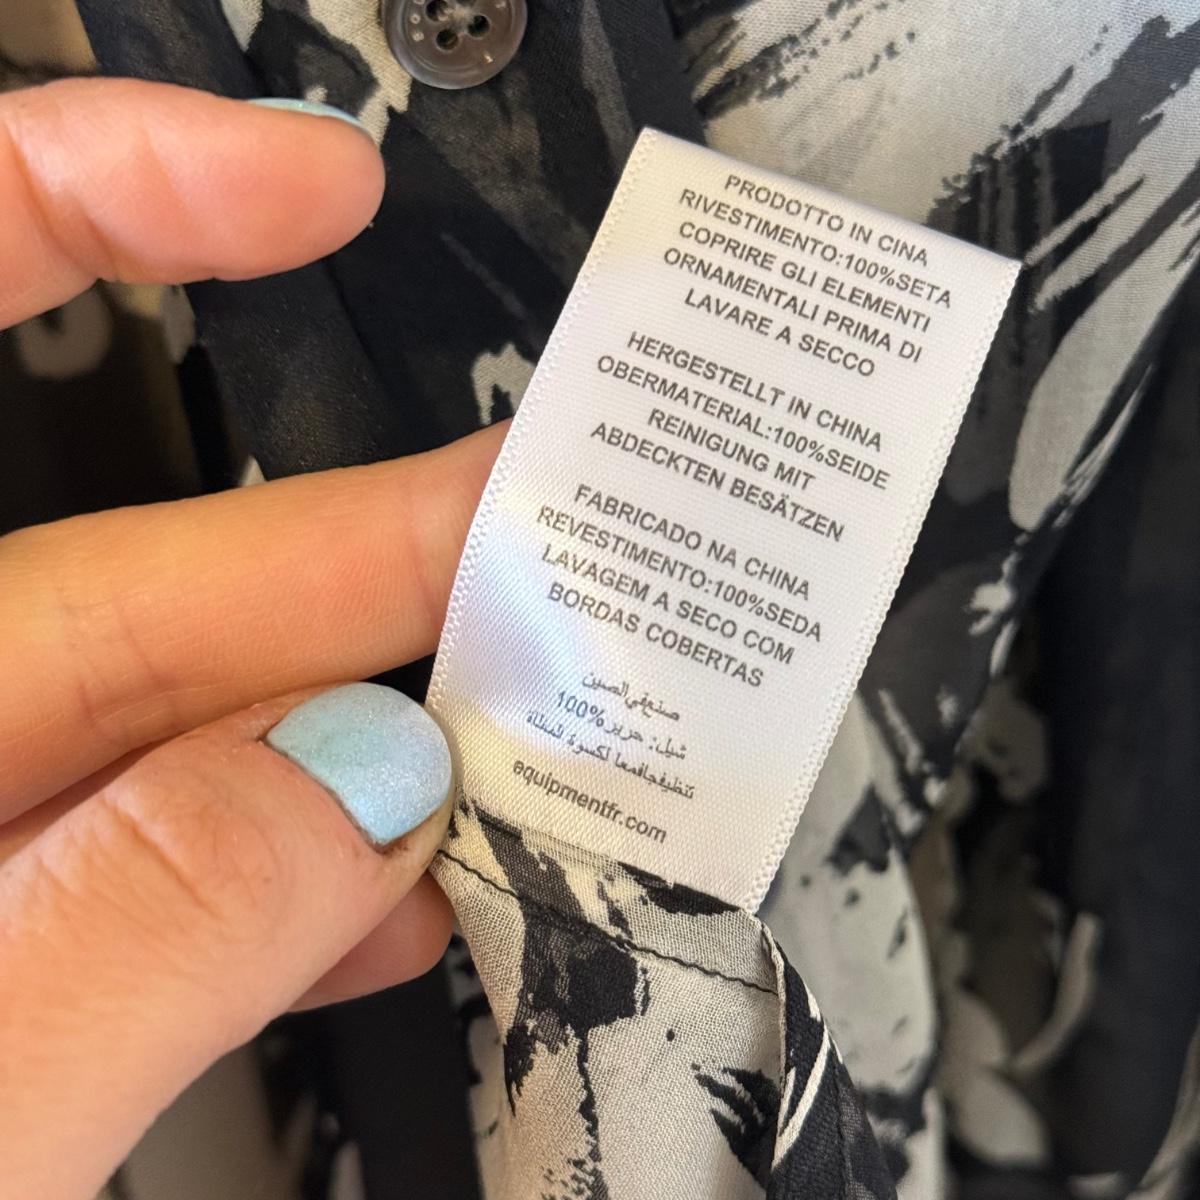 PRODOTTO IN CINA
RIVESTIMENTO:100%SETA
COPRIRE GLI ELEMENTI
ORNAMENTALI PRIMA DI
LAVARE A SECCO
HERGESTELLT IN CHINA
OBERMATERIAL:100%SEIDE
REINIGUNG MIT
ABDECKTEN BESÄTZEN
FABRICADO NA CHINA
REVESTIMENTO:100%SEDA
LAVAGEM A SECO COM
BORDAS COBERTAS
صنع في الصين
شيل: حرير 100%
equipmentfr.com